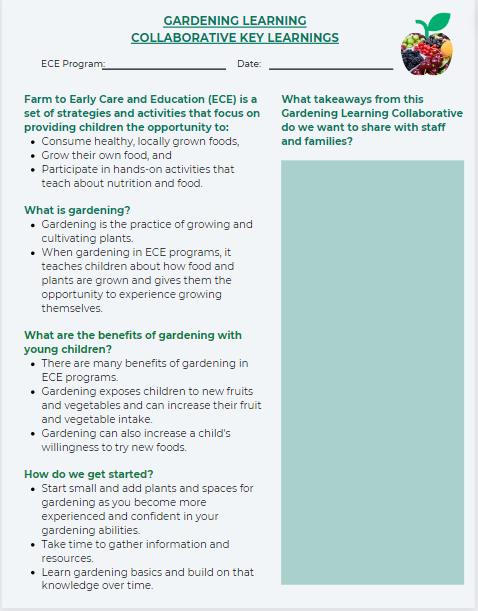 GARDENING LEARNING
COLLABORATIVE KEY LEARNINGS
ECE Program: Date:
Farm to Early Care and Education (ECE) is a
set of strategies and activities that focus on
providing children the opportunity to:
• Consume healthy, locally grown foods,
• Grow their own food, and
• Participate in hands-on activities that
teach about nutrition and food.
What is gardening?
• Gardening is the practice of growing and
cultivating plants.
• When gardening in ECE programs, it
teaches children about how food and
plants are grown and gives them the
opportunity to experience growing
themselves.
What are the benefits of gardening with
young children?
• There are many benefits of gardening in
ECE programs.
• Gardening exposes children to new fruits
and vegetables and can increase their fruit
and vegetable intake.
• Gardening can also increase a child's
willingness to try new foods.
How do we get started?
• Start small and add plants and spaces for
gardening as you become more
experienced and confident in your
gardening abilities.
• Take time to gather information and
resources.
• Learn gardening basics and build on that
knowledge over time.
What takeaways from this
Gardening Learning Collaborative
do we want to share with staff
and families?